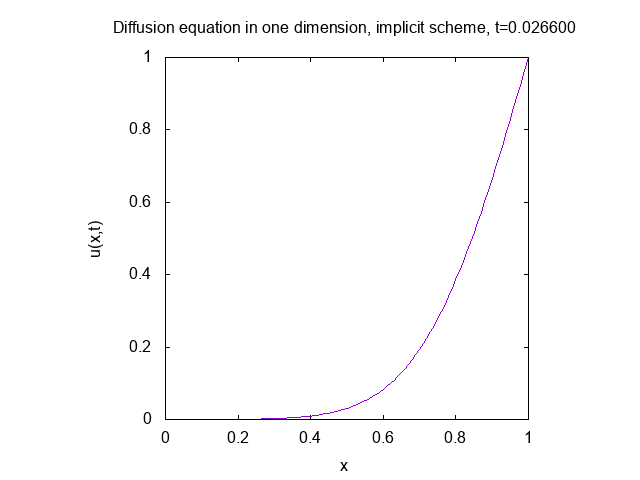 Diffusion equation in one dimension, implicit scheme, t=0.026600
1
0.8
0.6
0.4
0.2
0
u(x,t)
0 0.2 0.4 0.6 0.8 1
x